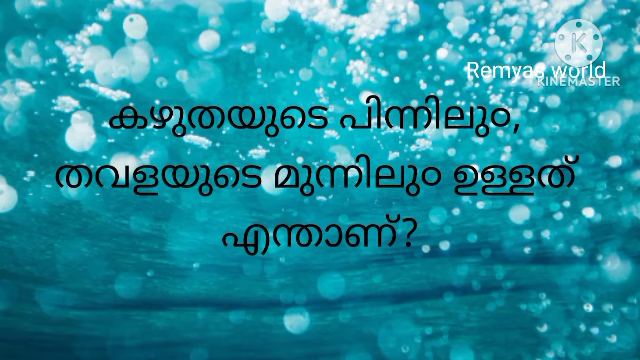 Remyas world
KINEMASTER
കഴുതയുടെ പിന്നിലും,
തവളയുടെ മുന്നിലും ഉള്ളത്
എന്താണ്?